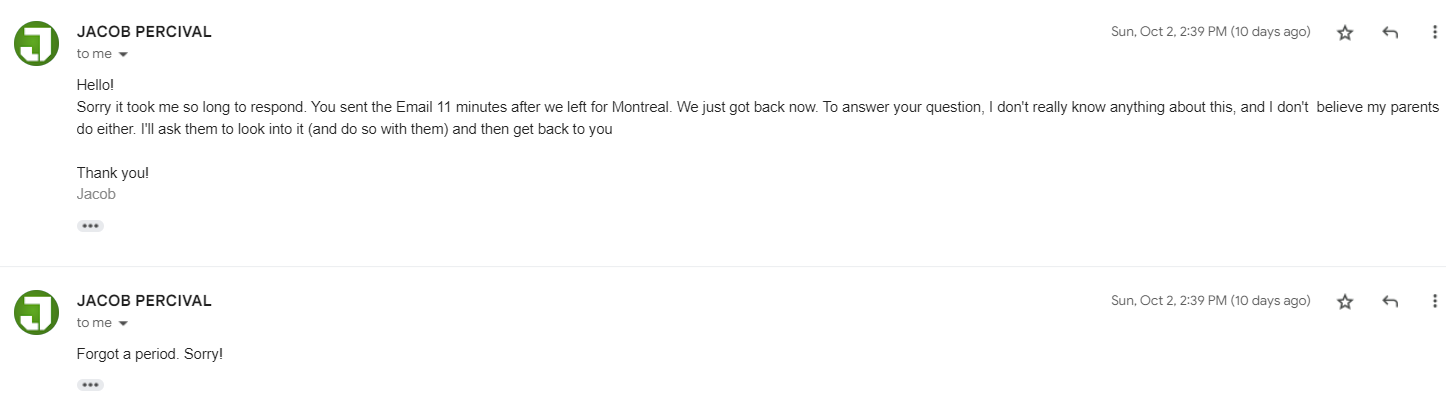 JACOB PERCIVAL
Sun, Oct 2, 2:39 PM (10 days ago)
to me
Hello!
Sorry it took me so long to respond. You sent the Email 11 minutes after we left for Montreal. We just got back now. To answer your question, I don't really know anything about this, and I don't  believe my parents
do either. I'll ask them to look into it (and do so with them) and then get back to you
Thank you!
Jacob
JACOB PERCIVAL
Sun, Oct 2, 2:39 PM (10 days ago)
to me
Forgot a period. Sorry!